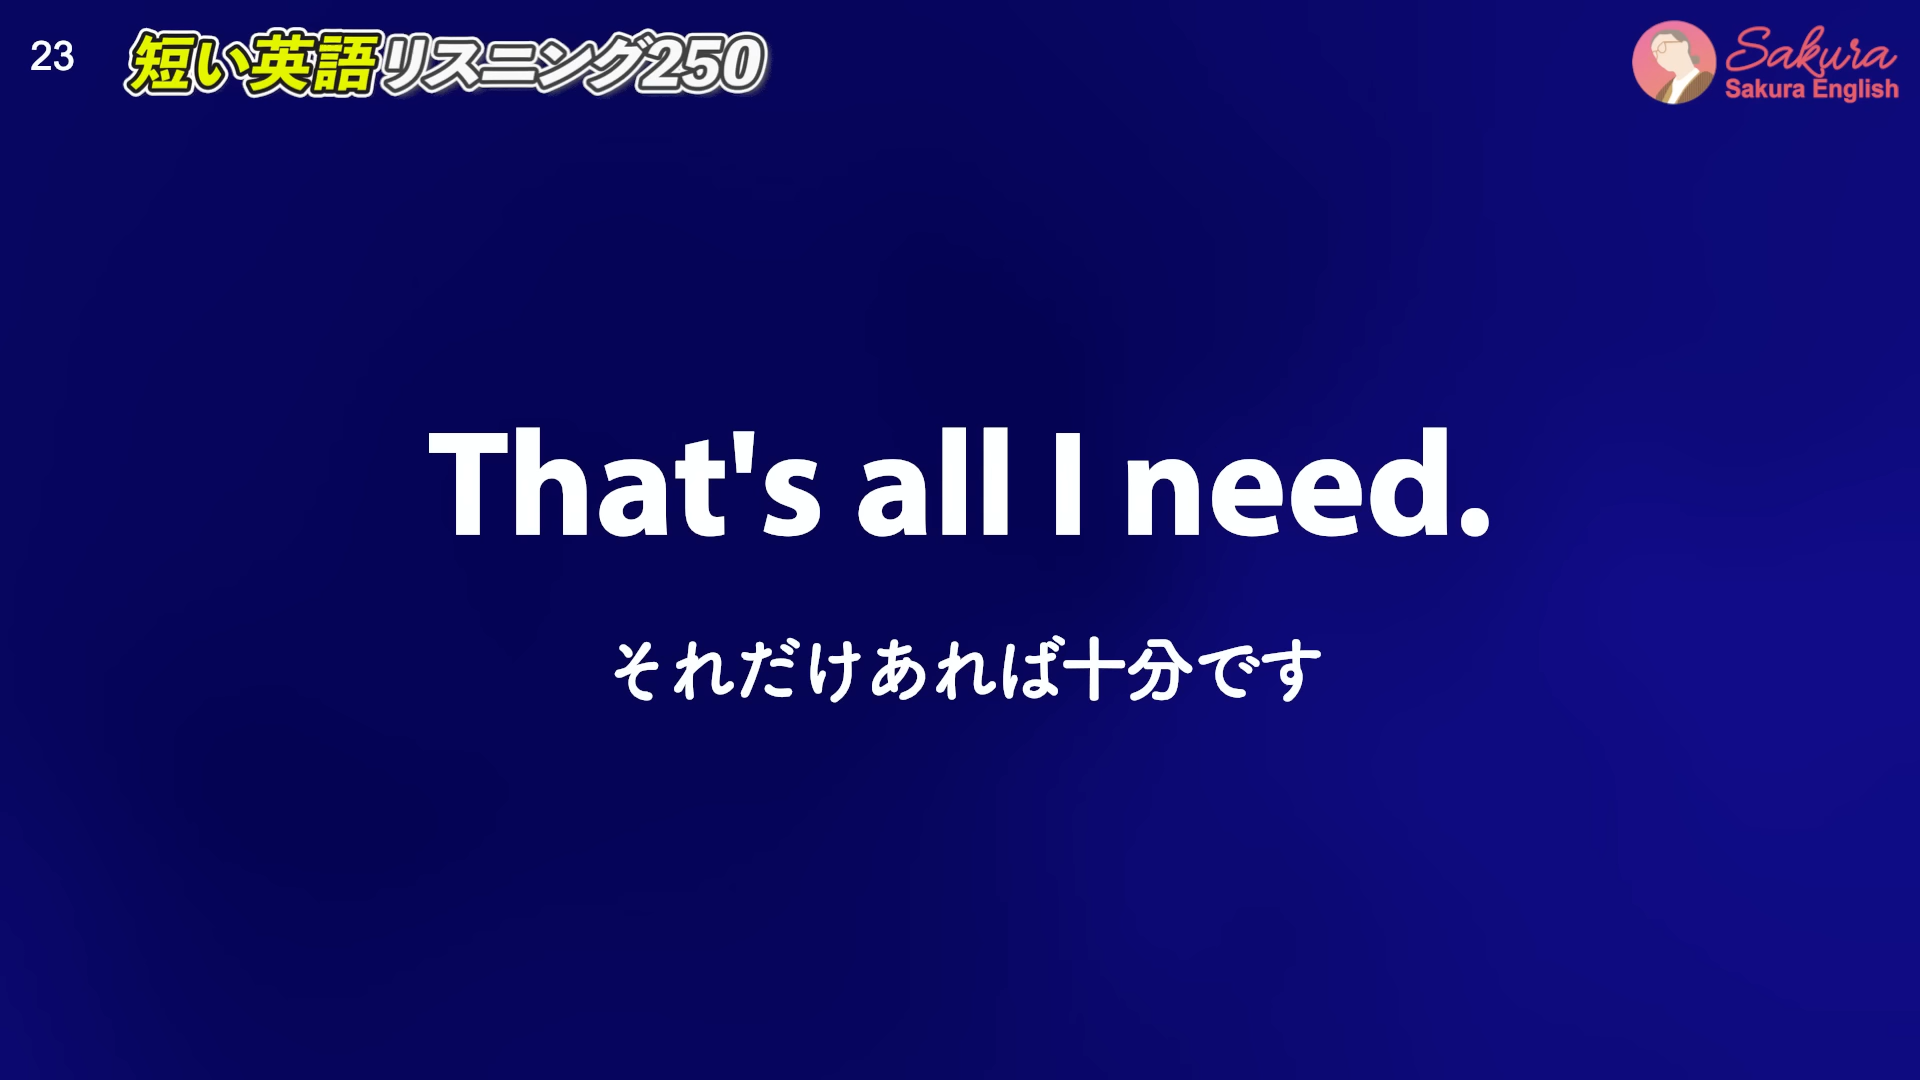 23
短い英語リスニング250
Sakura
Sakura English
That's all I need.
それだけあれば十分です